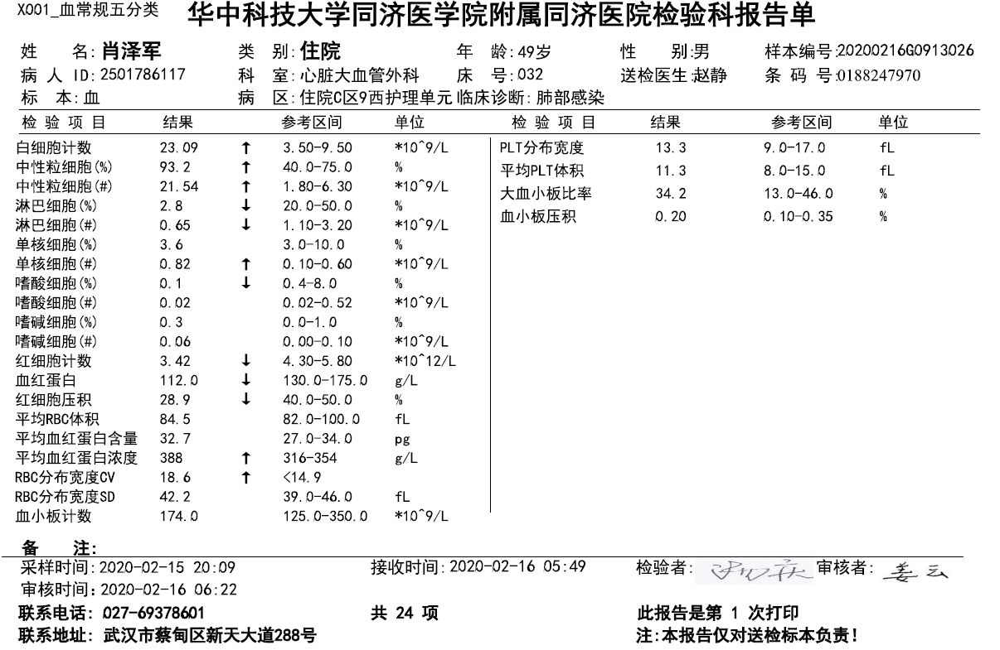 X001_血常规五分类 华中科技大学同济医学院附属同济医院检验科报告单
姓 名: 肖泽军 类 别: 住院 年 龄: 49岁 性 别:男 样本编号:20200216G0913026
病 人 ID: 2501786117 科 室: 心脏大血管外科 床 号: 032 送检医生:赵静 条 码 号:0188247970
标 本: 血 病 区: 住院C区9西护理单元 临床诊断: 肺部感染
检 验 项 目 结果 参考区间 单位 检 验 项 目 结果 参考区间 单位
白细胞计数 23.09 ↑ 3.50-9.50 *10^9/L PLT分布宽度 13.3 9.0-17.0 fL
中性粒细胞(%) 93.2 ↑ 40.0-75.0 % 平均PLT体积 11.3 8.0-15.0 fL
中性粒细胞(#) 21.54 ↑ 1.80-6.30 *10^9/L 大血小板比率 34.2 13.0-46.0 %
淋巴细胞(%) 2.8 ↓ 20.0-50.0 % 血小板压积 0.20 0.10-0.35 %
淋巴细胞(#) 0.65 ↓ 1.10-3.20 *10^9/L
单核细胞(%) 3.6 3.0-10.0 %
单核细胞(#) 0.82 ↑ 0.10-0.60 *10^9/L
嗜酸细胞(%) 0.1 ↓ 0.4-8.0 %
嗜酸细胞(#) 0.02 0.02-0.52 *10^9/L
嗜碱细胞(%) 0.3 0.0-1.0 %
嗜碱细胞(#) 0.06 0.00-0.10 *10^9/L
红细胞计数 3.42 ↓ 4.30-5.80 *10^12/L
血红蛋白 112.0 ↓ 130.0-175.0 g/L
红细胞压积 28.9 ↓ 40.0-50.0 %
平均RBC体积 84.5 82.0-100.0 fL
平均血红蛋白含量 32.7 27.0-34.0 pg
平均血红蛋白浓度 388 ↑ 316-354 g/L
RBC分布宽度CV 18.6 ↑ <14.9
RBC分布宽度SD 42.2 39.0-46.0 fL
血小板计数 174.0 125.0-350.0 *10^9/L
备 注:
采样时间: 2020-02-15 20:09 接收时间: 2020-02-16 05:49 检验者: 审核者: 姜云
审核时间: 2020-02-16 06:22
联系电话: 027-69378601 共 24 项 此报告是第 1 次打印
联系地址: 武汉市蔡甸区新天大道288号 注:本报告仅对送检标本负责!